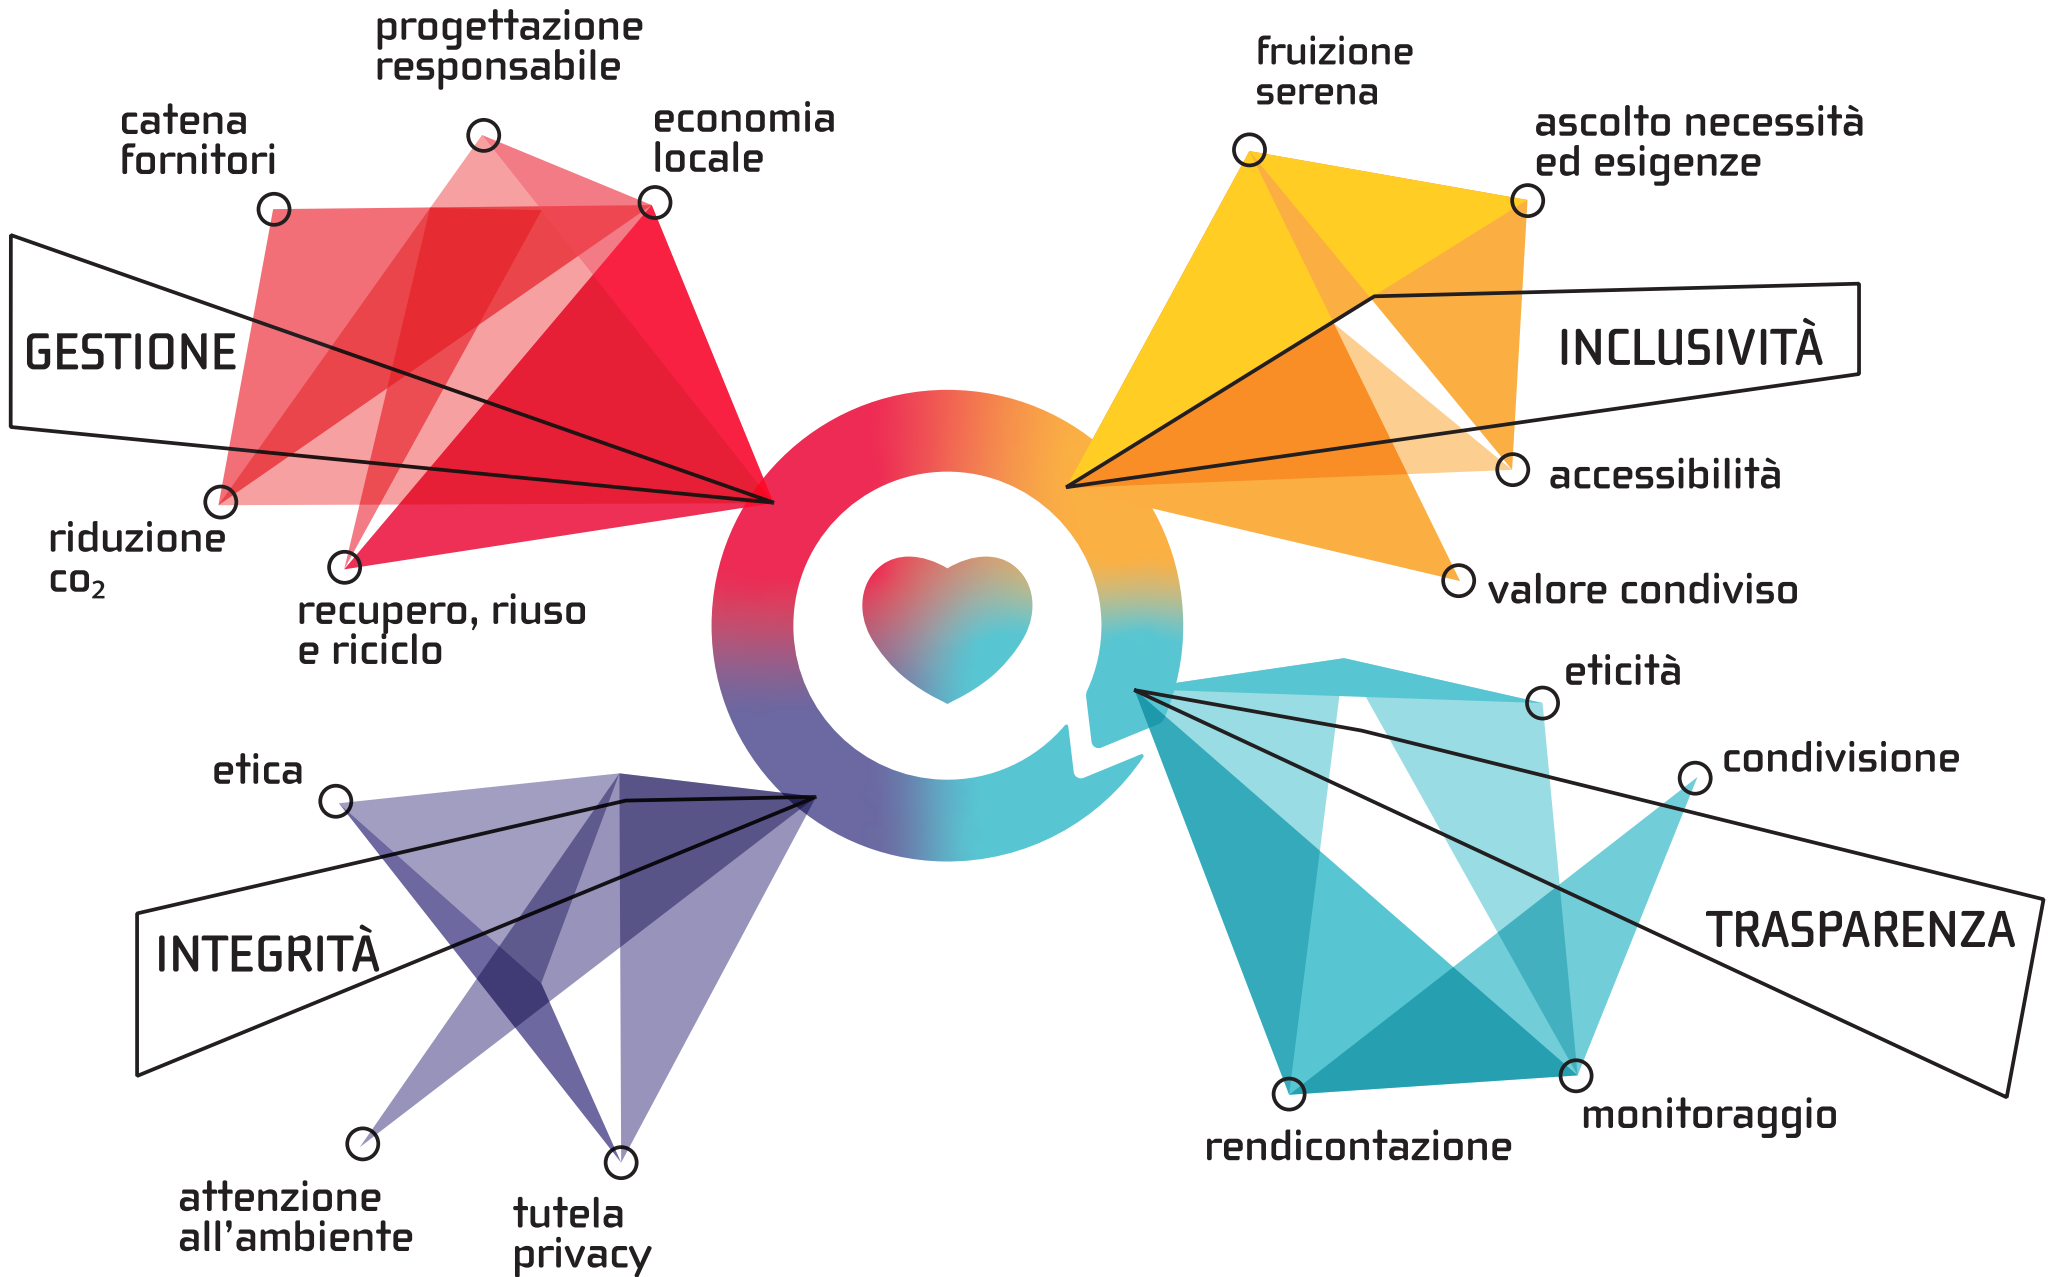 progettazione
responsabile
catena
fornitori
economia
locale
GESTIONE
riduzione
co₂
recupero, riuso
e riciclo
fruizione
serena
ascolto necessità
ed esigenze
INCLUSIVITÀ
accessibilità
valore condiviso
etica
INTEGRITÀ
attenzione
all'ambiente
tutela
privacy
eticità
condivisione
TRASPARENZA
monitoraggio
rendicontazione